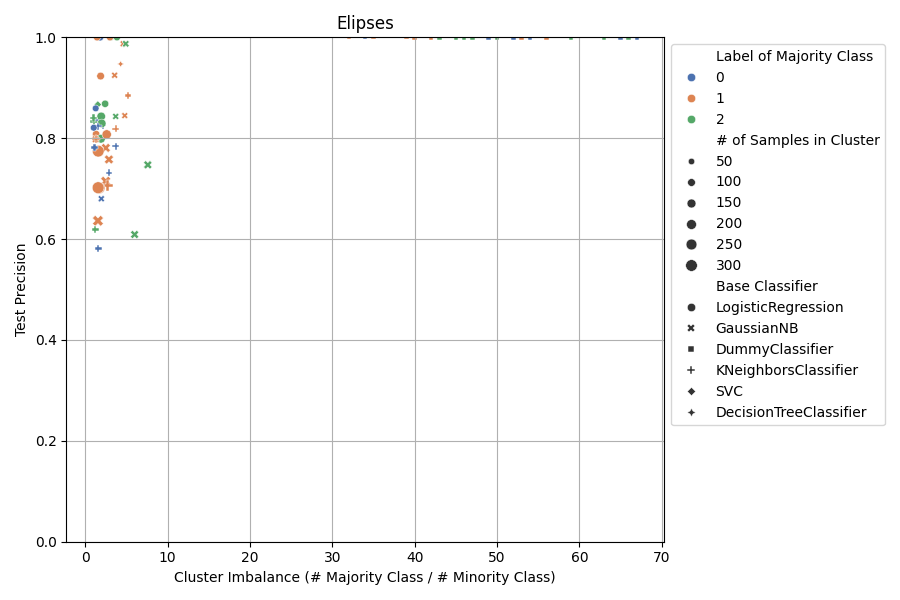 Elipses
1.0
0.8
0.6
0.4
0.2
0.0
Test Precision
0
10
20
30
40
50
60
70
Cluster Imbalance (# Majority Class / # Minority Class)
Label of Majority Class
0
1
2
# of Samples in Cluster
50
100
150
200
250
300
Base Classifier
LogisticRegression
GaussianNB
DummyClassifier
KNeighborsClassifier
SVC
DecisionTreeClassifier